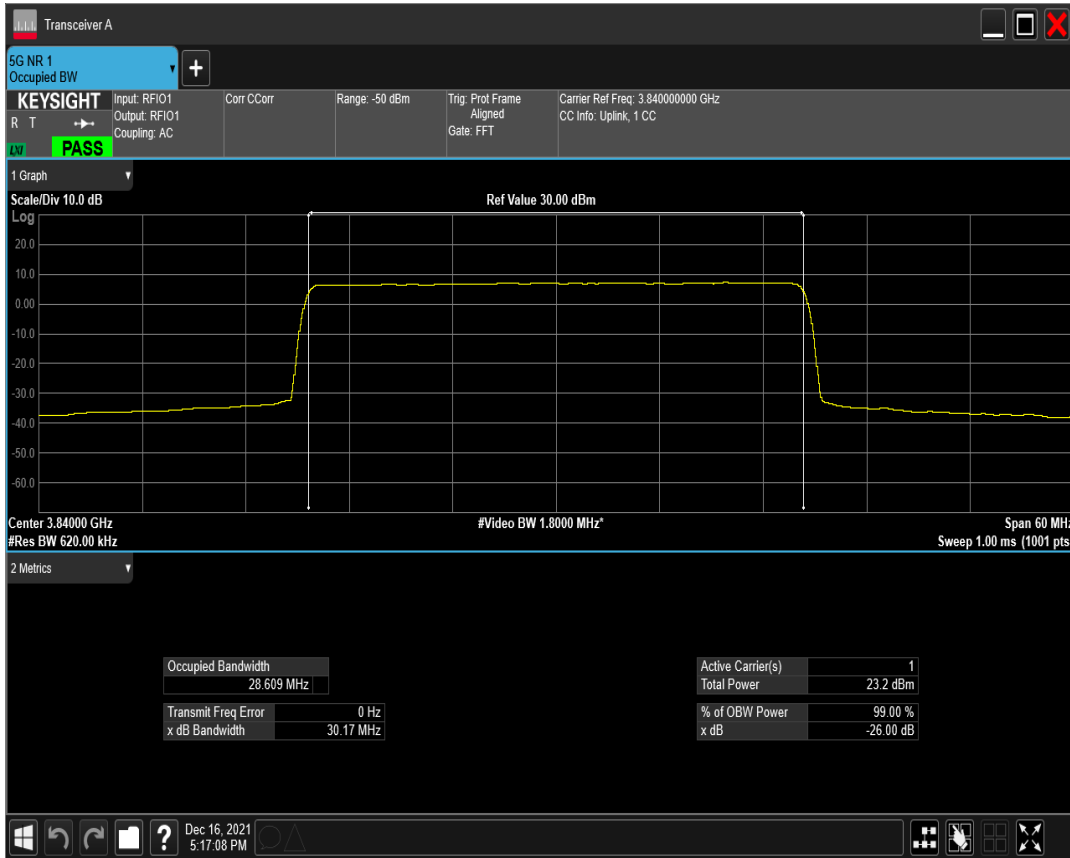 Transceiver A
5G NR 1
Occupied BW
+
KEYSIGHT
R T
LXI
PASS
Input: RFIO1
Output: RFIO1
Coupling: AC
Corr CCorr
Range: -50 dBm
Trig: Prot Frame
Aligned
Gate: FFT
Carrier Ref Freq: 3.840000000 GHz
CC Info: Uplink, 1 CC
1 Graph
Scale/Div 10.0 dB
Ref Value 30.00 dBm
Log
20.0
10.0
0.00
-10.0
-20.0
-30.0
-40.0
-50.0
-60.0
Center 3.84000 GHz
#Video BW 1.8000 MHz*
Span 60 MHz
#Res BW 620.00 kHz
Sweep 1.00 ms (1001 pts
2 Metrics
Occupied Bandwidth
28.609 MHz
Transmit Freq Error 0 Hz
x dB Bandwidth 30.17 MHz
Active Carrier(s) 1
Total Power 23.2 dBm
% of OBW Power 99.00 %
x dB -26.00 dB
?
Dec 16, 2021
5:17:08 PM